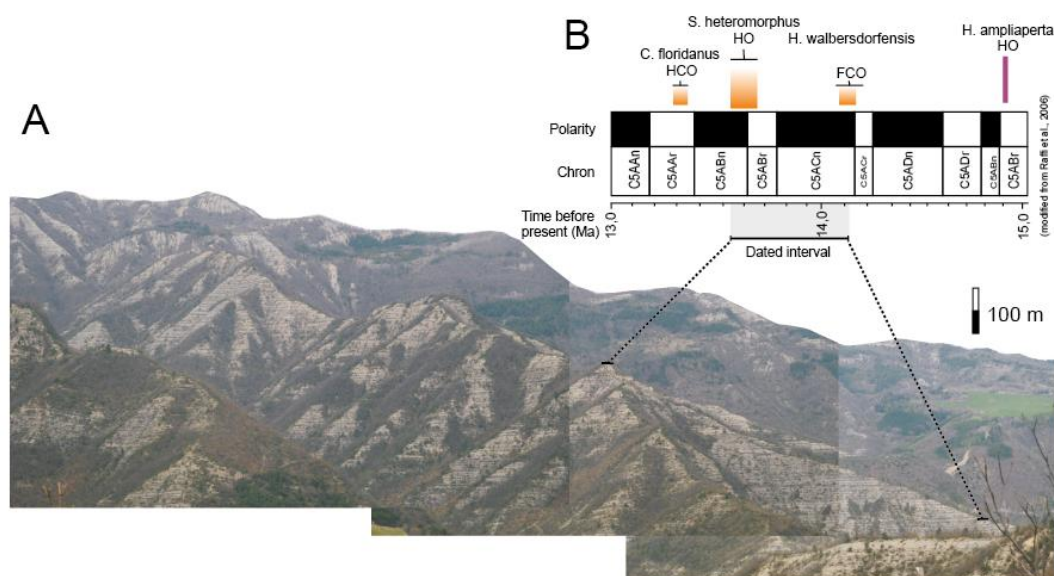 A
B
S. heteromorphus
HO
H. walbersdorfensis
H. ampliaperta
HO
C. floridanus
HCO
FCO
Polarity
Chron
C5AAn
C5AAr
C5ABn
C5ABr
C5ACn
C5ACr
C5ADn
C5ADr
C5ABn
C5ABr
Time before
present (Ma)
13,0
14,0
15,0
Dated interval
100 m
(modified from Raffi et al., 2006)